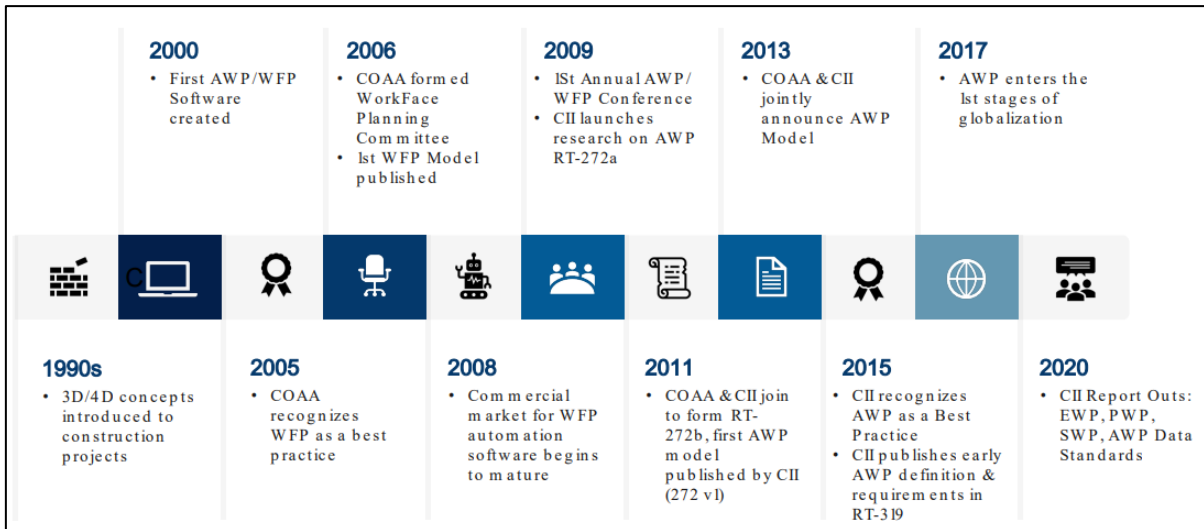 2000
• First AWP/WFP
Software
created
2006
• COAA formed
WorkFace
Planning
Committee
• 1st WFP Model
published
2009
• 1St Annual AWP/
WFP Conference
• CII launches
research on AWP
RT-272a
2013
• COAA & CII
jointly
announce AWP
Model
2017
• AWP enters the
1st stages of
globalization
C
1990s
• 3D/4D concepts
introduced to
construction
projects
2005
• COAA
recognizes
WFP as a best
practice
2008
• Commercial
market for WFP
automation
software begins
to mature
2011
• COAA & CII join
to form RT-
272b, first AWP
model
published by CII
(272 v1)
2015
• CII recognizes
AWP as a Best
Practice
• CII publishes early
AWP definition &
requirements in
RT-319
2020
• CII Report Outs:
EWP, PWP,
SWP, AWP Data
Standards